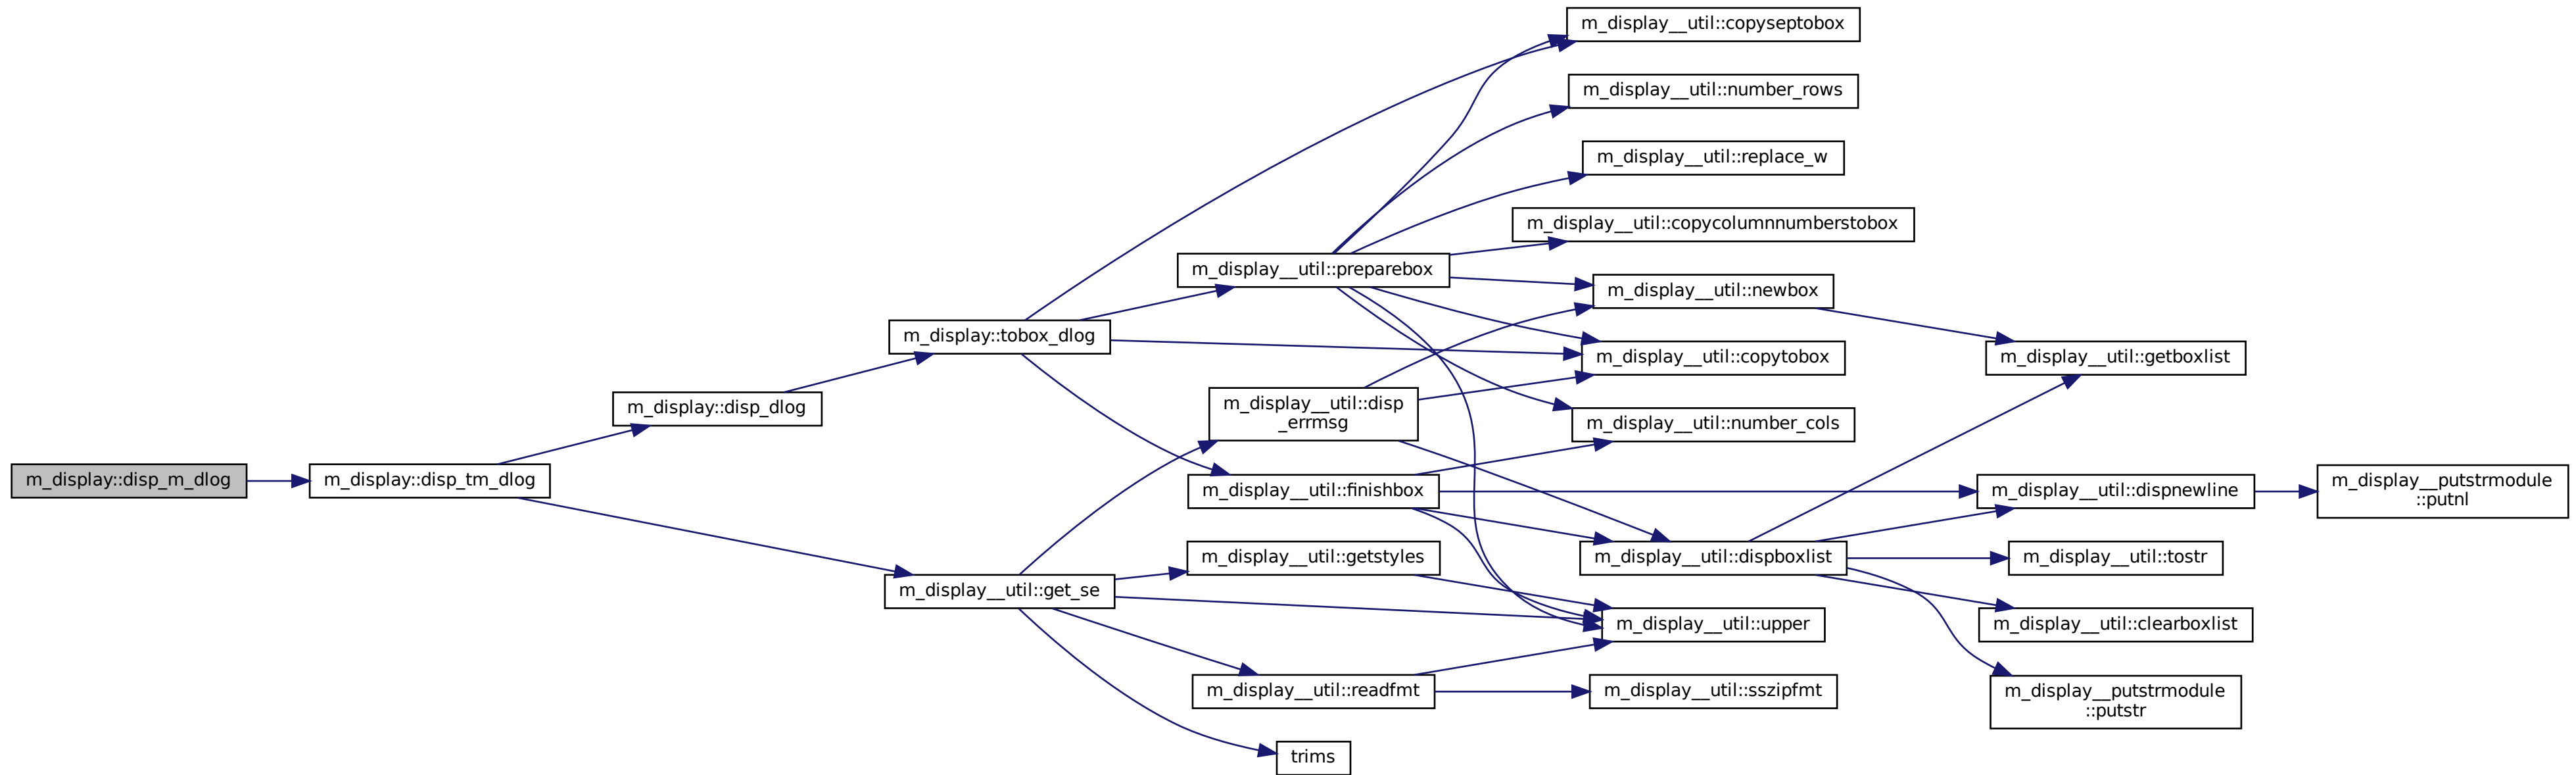 m_display::disp_m_dlog
m_display::disp_tm_dlog
m_display::disp_dlog
m_display__util::get_se
m_display::tobox_dlog
m_display__util::preparebox
m_display__util::disp
_errmsg
m_display__util::finishbox
m_display__util::getstyles
m_display__util::readfmt
trims
m_display__util::copyseptobox
m_display__util::number_rows
m_display__util::replace_w
m_display__util::copycolumnnumberstobox
m_display__util::newbox
m_display__util::copytobox
m_display__util::number_cols
m_display__util::dispboxlist
m_display__util::upper
m_display__util::sszipfmt
m_display__util::getboxlist
m_display__util::dispnewline
m_display__util::tostr
m_display__util::clearboxlist
m_display__putstrmodule
::putstr
m_display__putstrmodule
::putnl